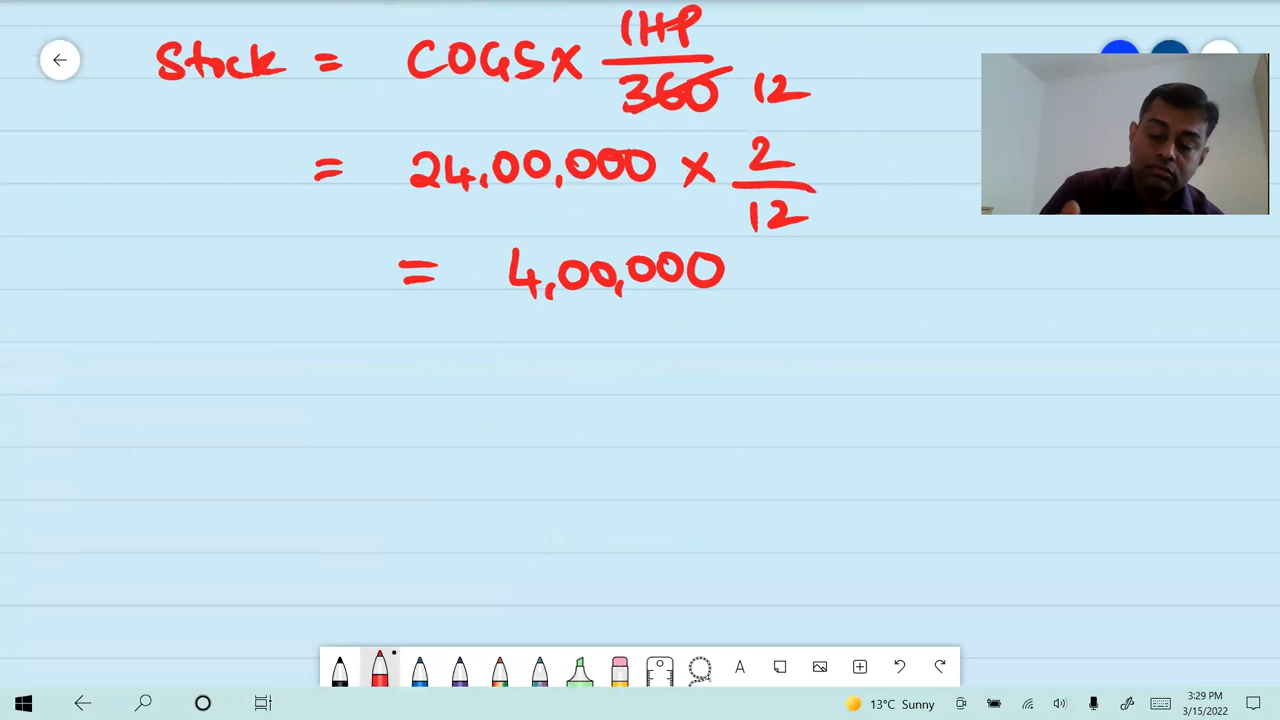 Stock = COGS x IHP / 360 12
= 24,00,000 x 2 / 12
= 4,00,000
A
13°C Sunny
3:29 PM
3/15/2022